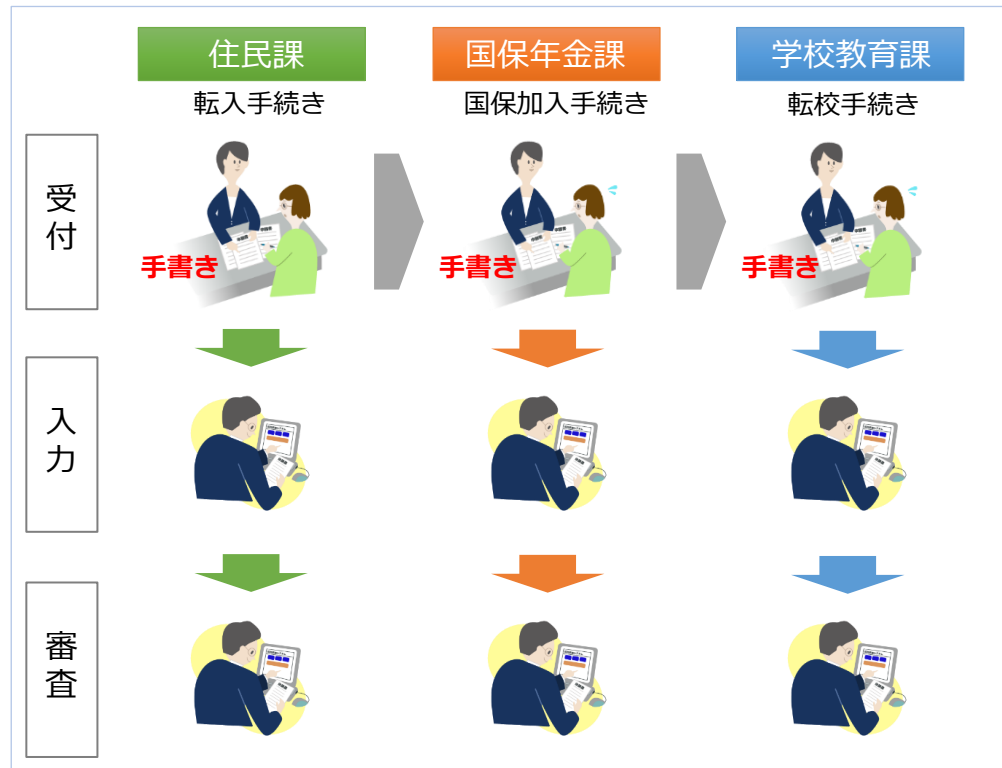 住民課
国保年金課
学校教育課
転入手続き
国保加入手続き
転校手続き
受付
手書き
手書き
手書き
入力
審査